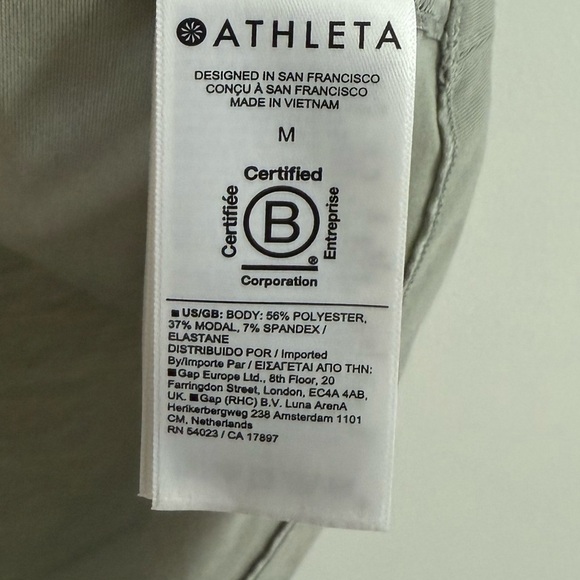 ATHLETA
DESIGNED IN SAN FRANCISCO
CONÇU À SAN FRANCISCO
MADE IN VIETNAM
M
Certified
Certifiée
B
Entreprise
®
Corporation
US/GB: BODY: 56% POLYESTER,
37% MODAL, 7% SPANDEX /
ELASTANE
DISTRIBUIDO POR / Imported
By/Importe Par / ΕΙΣΑΓΕΤΑΙ ΑΠΟ ΤΗΝ:
Gap Europe Ltd., 8th Floor, 20
Farringdon Street, London, EC4A 4AB,
UK. Gap (RHC) B.V. Luna ArenA
Herikerbergweg 238 Amsterdam 1101
CM, Netherlands
RN 54023 / CA 17897